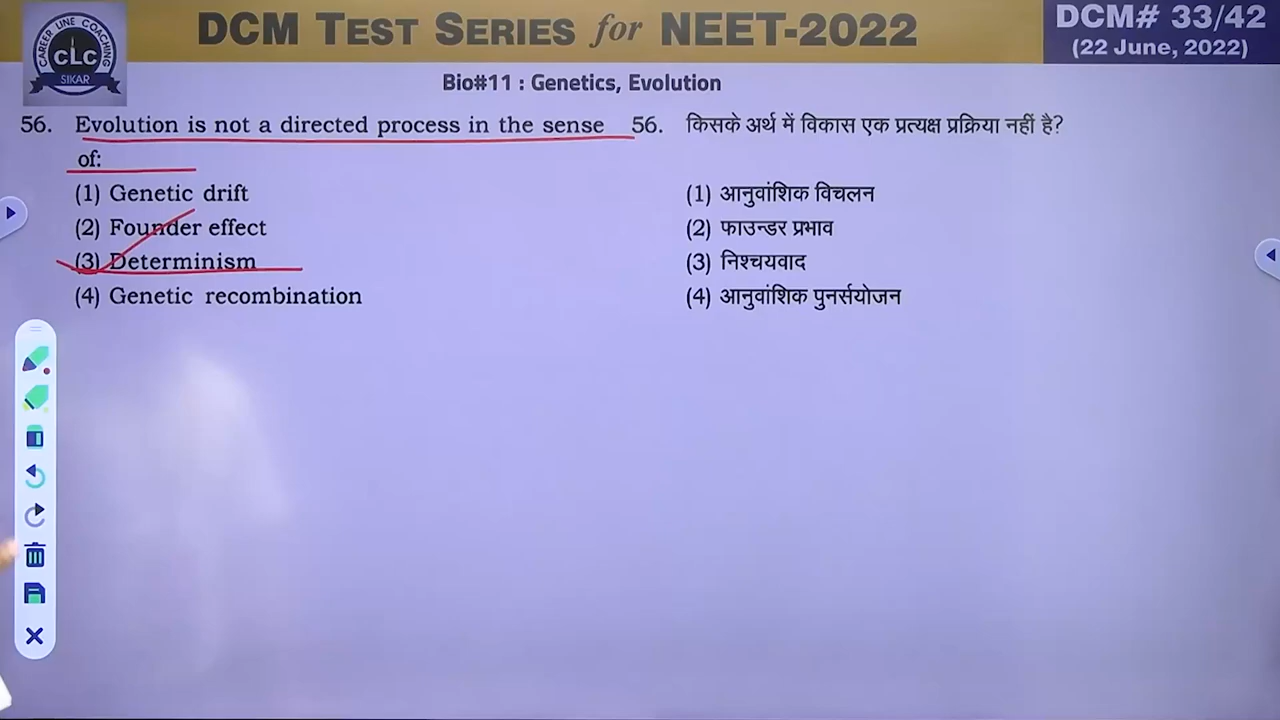 CAREER LINE COACHING
CLC
SIKAR
DCM TEST SERIES for NEET-2022
DCM# 33/42
(22 June, 2022)
Bio#11 : Genetics, Evolution
56. Evolution is not a directed process in the sense of:
(1) Genetic drift
(2) Founder effect
(3) Determinism
(4) Genetic recombination
56. किसके अर्थ में विकास एक प्रत्यक्ष प्रक्रिया नहीं है?
(1) आनुवांशिक विचलन
(2) फाउन्डर प्रभाव
(3) निश्चयवाद
(4) आनुवांशिक पुनर्सयोजन